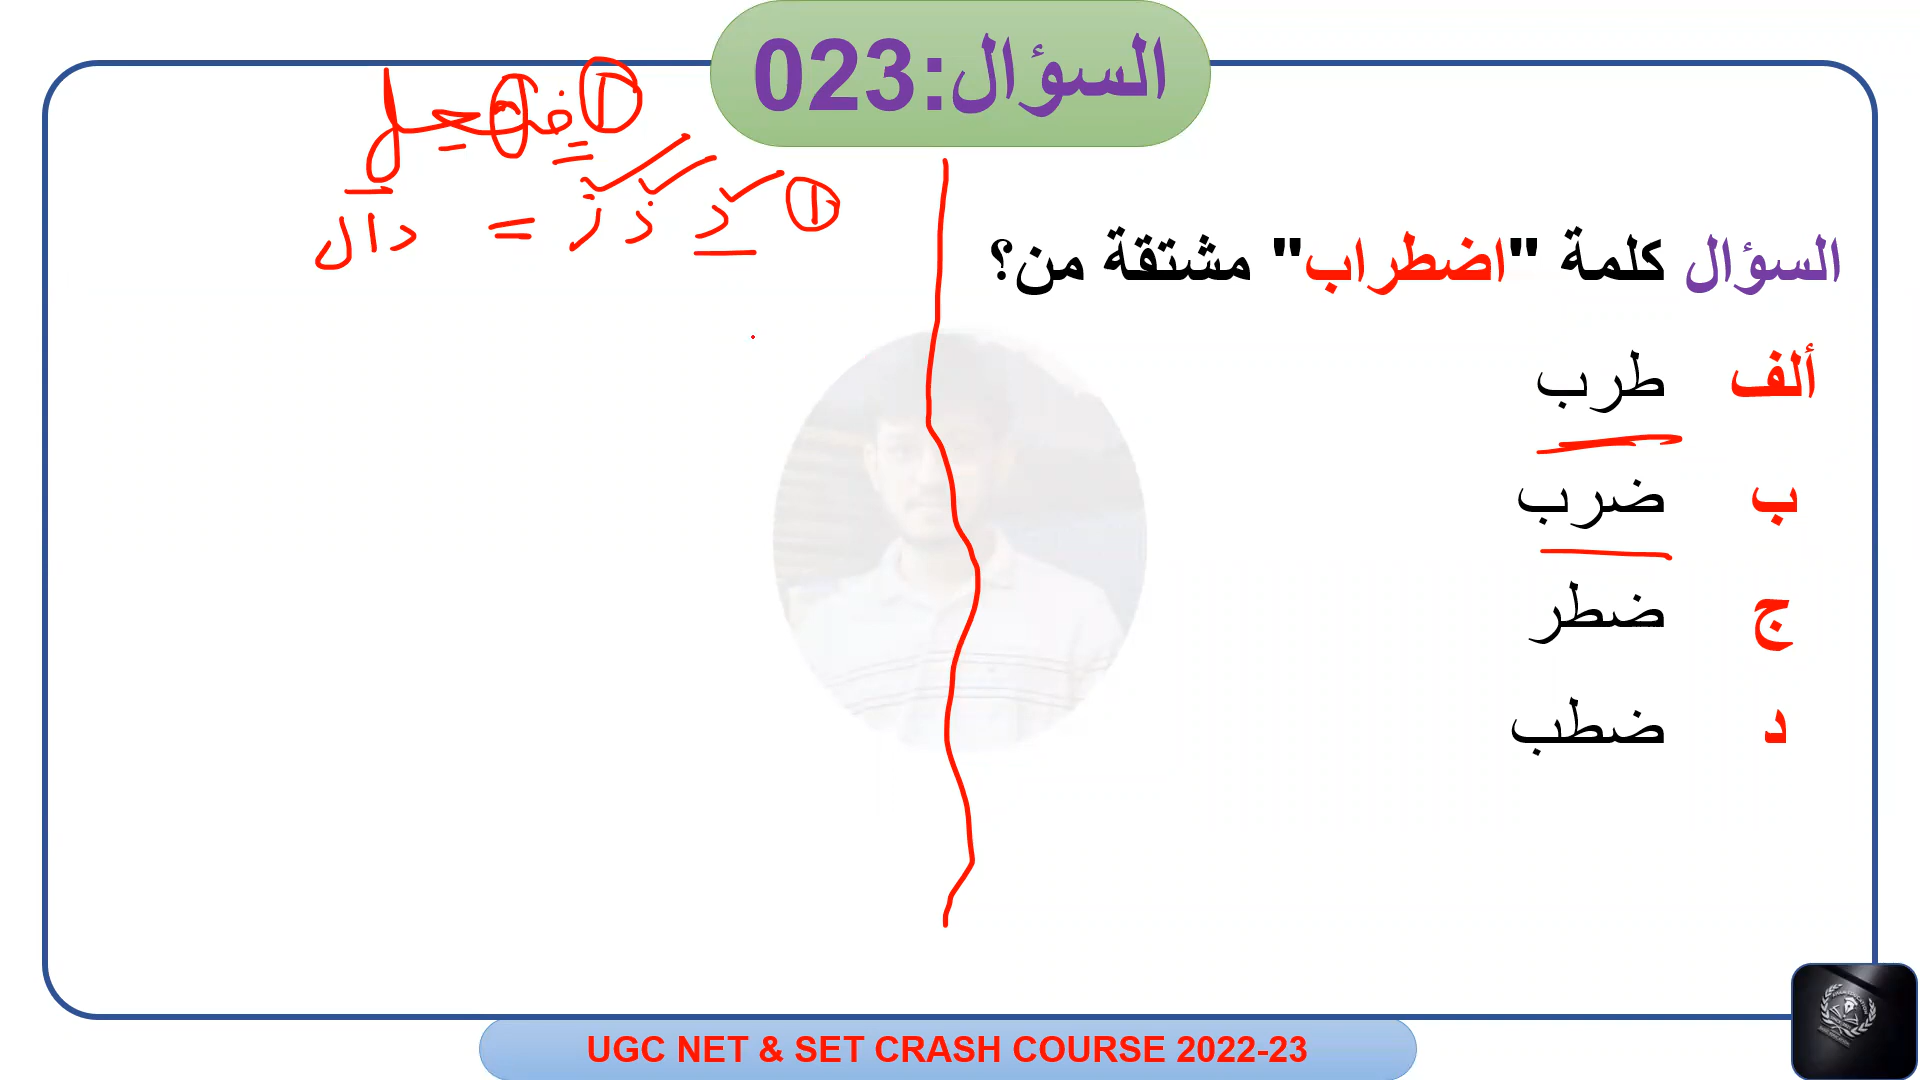 السؤال:023
افتعل
د ذ ز = دال
السؤال كلمة "اضطراب" مشتقة من؟
ألف طرب
ب ضرب
ج ضطر
د ضطب
UGC NET & SET CRASH COURSE 2022-23